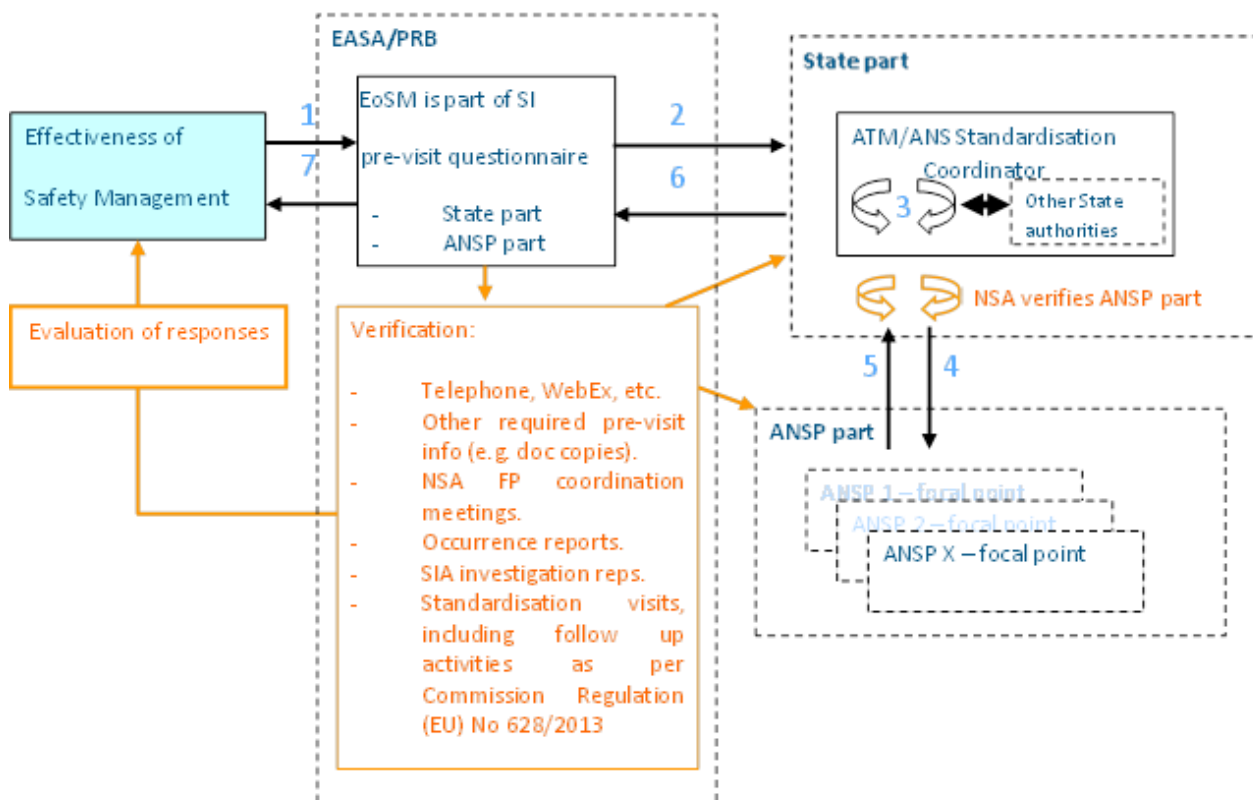 EASA/PRB
State part
EoSM is part of SI
pre-visit questionnaire
- State part
- ANSP part
1
7
2
6
Effectiveness of
Safety Management
ATM/ANS Standardisation
Coordinator
3
Other State
authorities
NSA verifies ANSP part
5
4
Evaluation of responses
Verification:
- Telephone, WebEx, etc.
- Other required pre-visit
info (e.g. doc copies).
- NSA FP coordination
meetings.
- Occurrence reports.
- SIA investigation reps.
- Standardisation visits,
including follow up
activities as per
Commission Regulation
(EU) No 628/2013
ANSP part
ANSP 1 – focal point
ANSP 2 – focal point
ANSP X – focal point